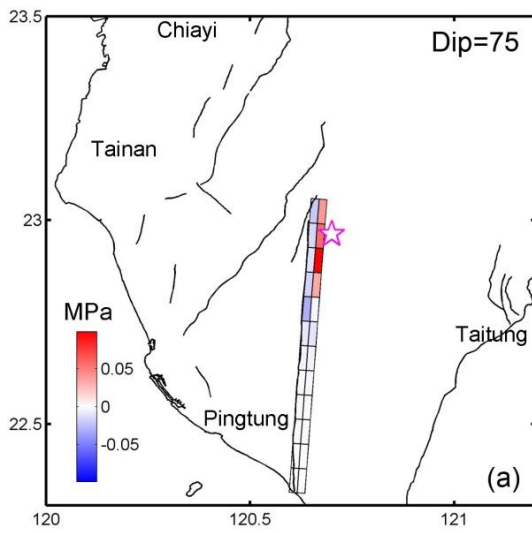 23.5
Chiayi
Dip=75
Tainan
23
MPa
0.05
0
-0.05
Taitung
22.5
Pingtung
(a)
120
120.5
121